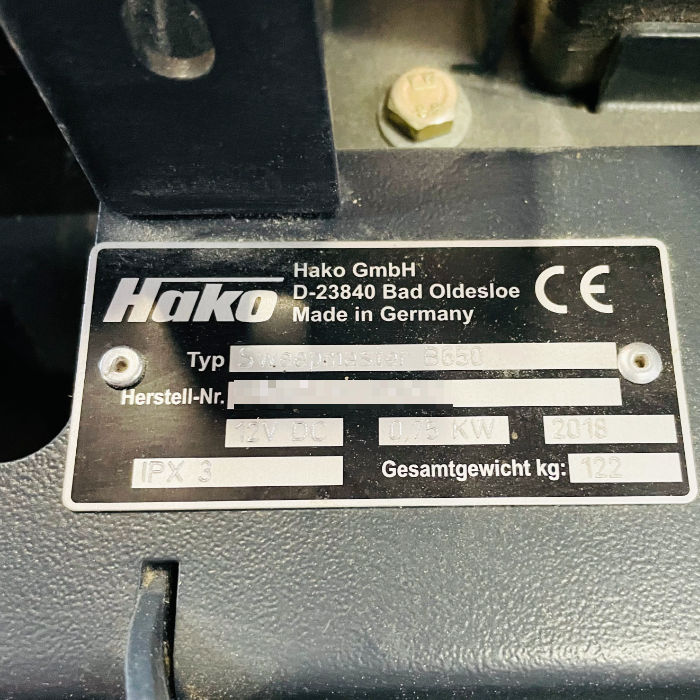 Hako
Hako GmbH
D-23840 Bad Oldesloe
Made in Germany
CE
Typ Sweepmaster B650
Herstell-Nr.
12V DC 0,75 KW 2018
IPX 3 Gesamtgewicht kg: 122